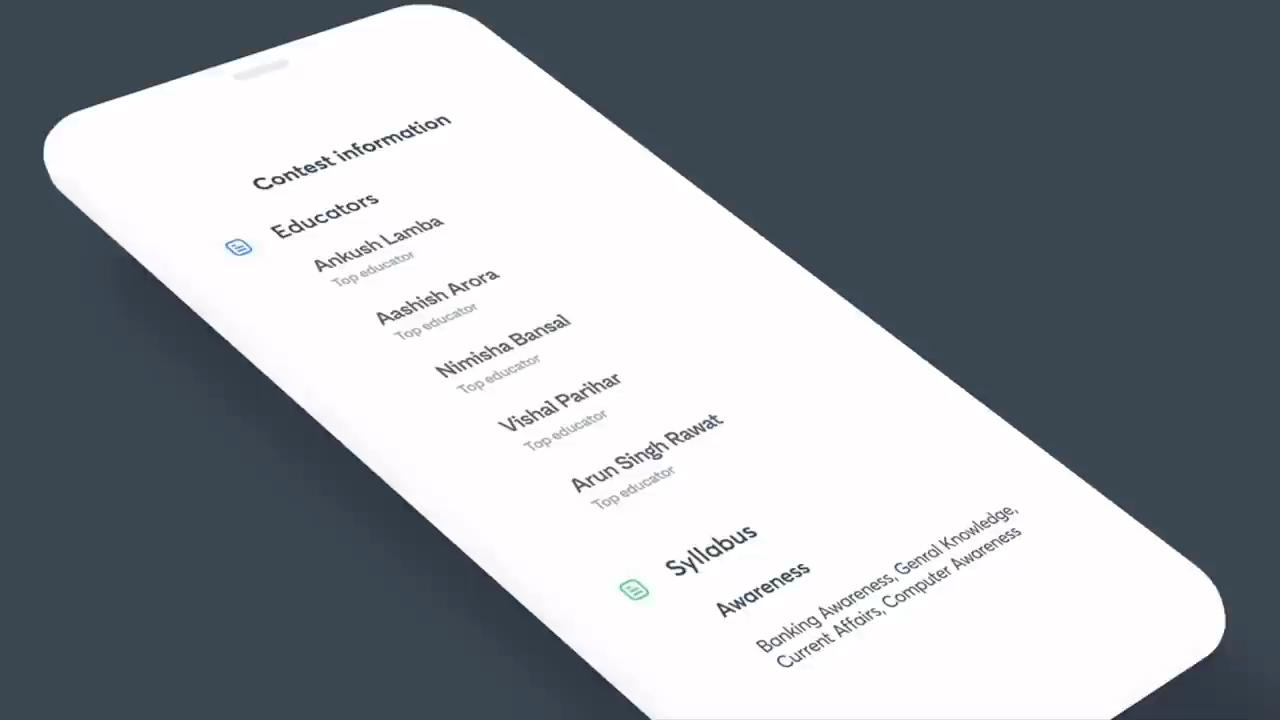 Contest information
Educators
Ankush Lamba
Top educator
Aashish Arora
Top educator
Nimisha Bansal
Top educator
Vishal Parihar
Top educator
Arun Singh Rawat
Top educator
Syllabus
Awareness
Banking Awareness, Genral Knowledge,
Current Affairs, Computer Awareness